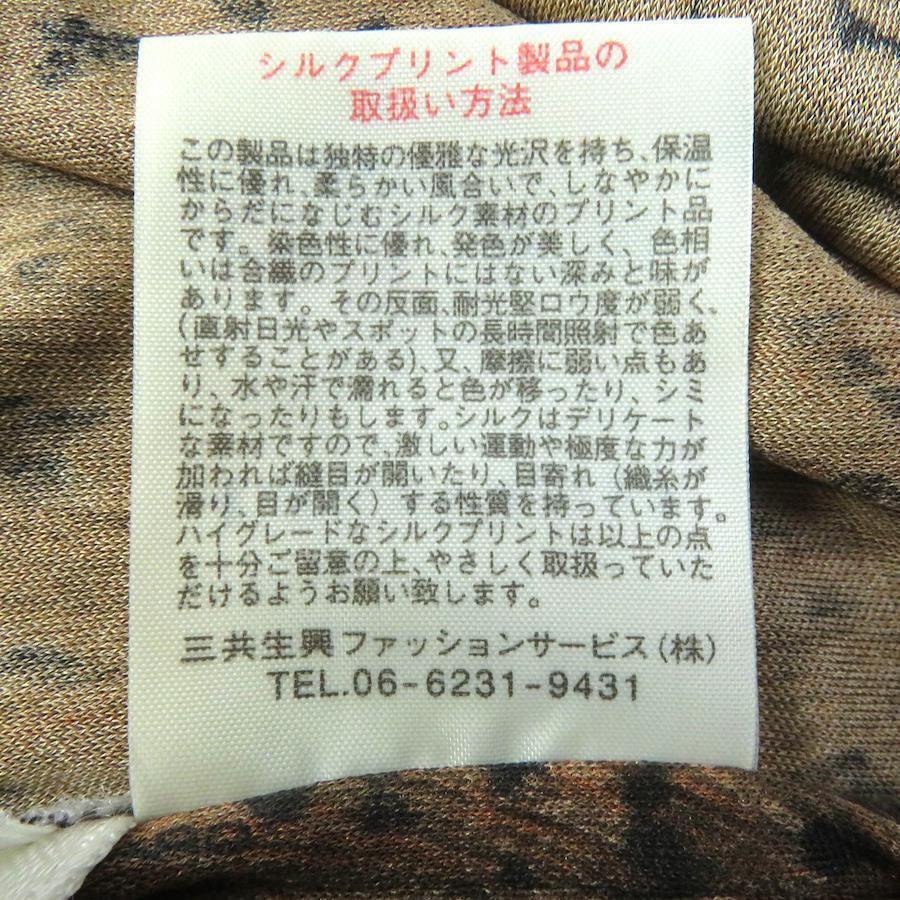 シルクプリント製品の
取扱い方法
この製品は独特の優雅な光沢を持ち、保温
性に優れ、柔らかい風合いで、しなやかに
からだになじむシルク素材のプリント品
です。染色性に優れ、発色が美しく、色相
いは合繊のプリントにはない深みと味が
あります。その反面、耐光堅ロウ度が弱く、
(直射日光やスポットの長時間照射で色あ
せすることがある)、又、摩擦に弱い点もあ
り、水や汗で濡れると色が移ったり、シミ
になったりもします。シルクはデリケート
な素材ですので、激しい運動や極度な力が
加われば縫目が開いたり、目寄れ(織糸が
滑り、目が開く)する性質を持っています。
ハイグレードなシルクプリントは以上の点
を十分ご留意の上、やさしく取扱っていた
だけるようお願い致します。
三共生興ファッションサービス(株)
TEL.06-6231-9431